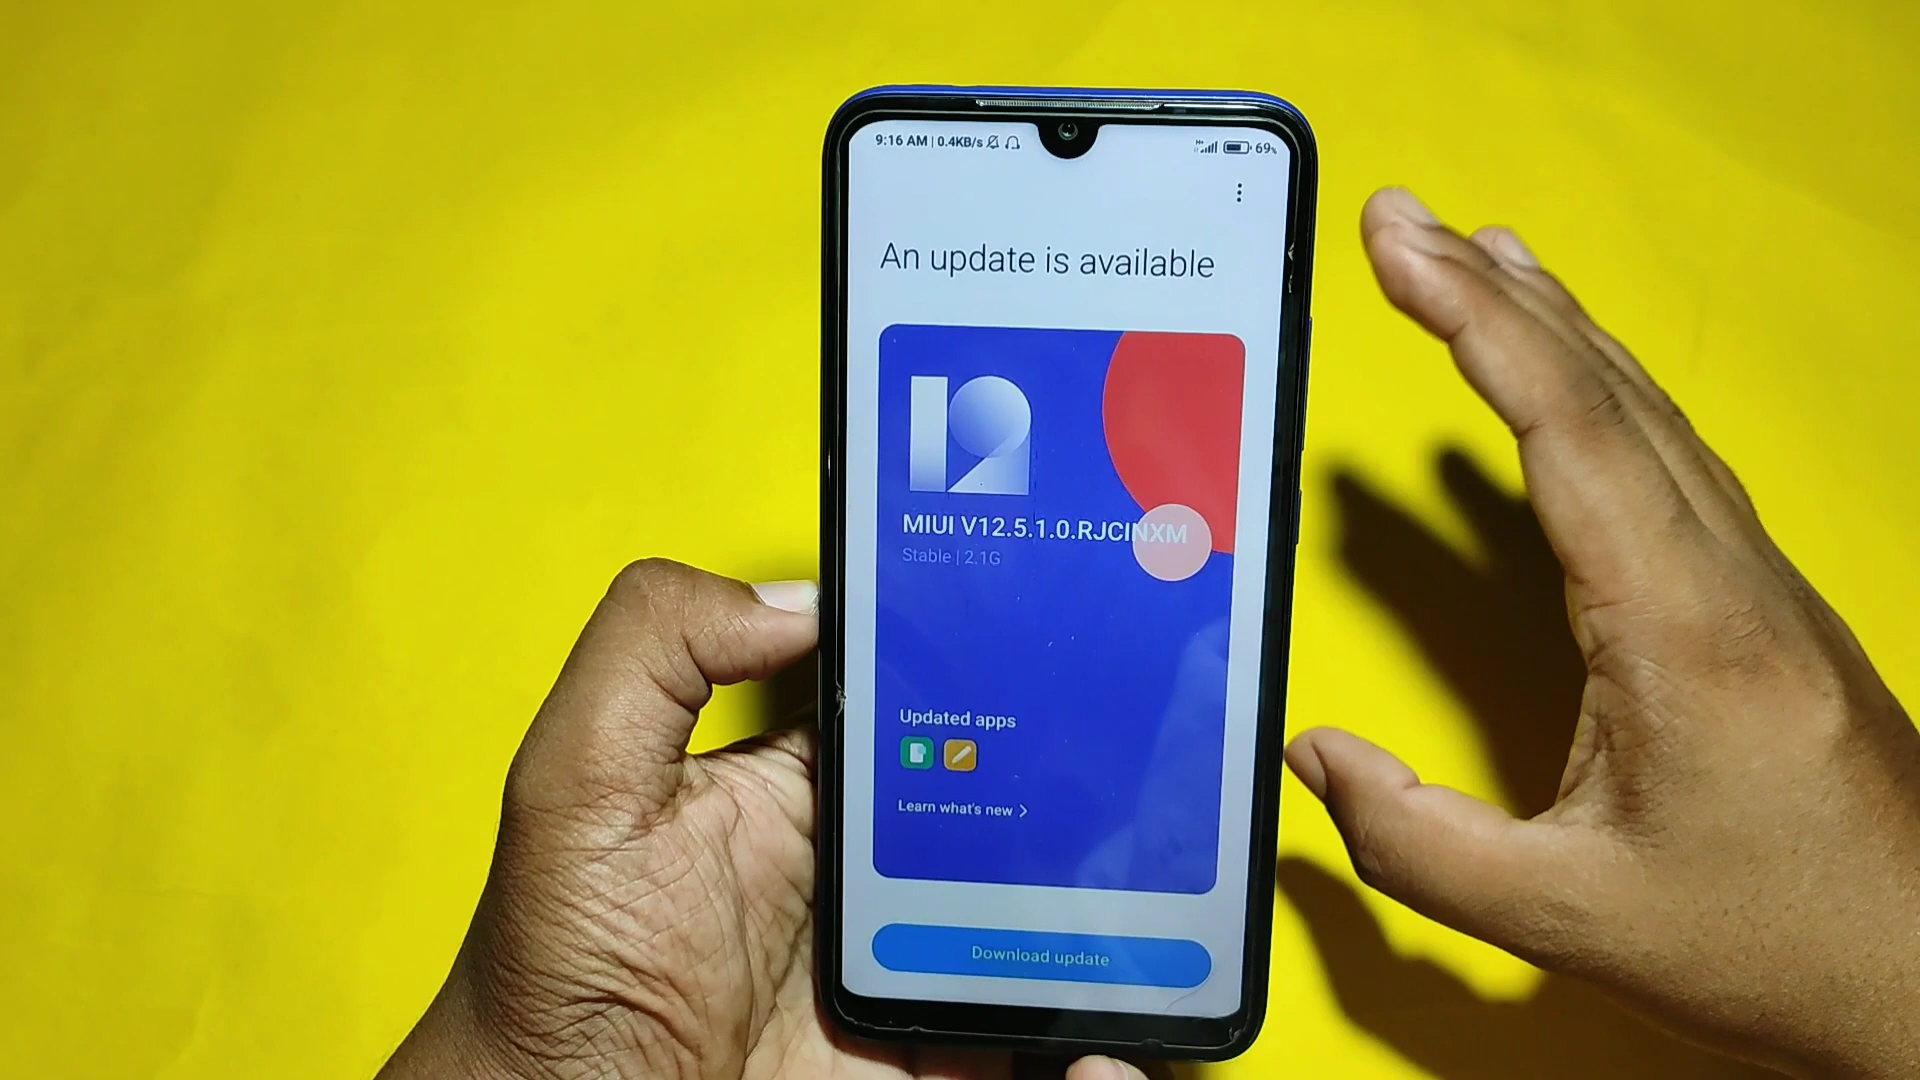 9:16 AM | 0.4KB/s 69%
An update is available
12
MIUI V12.5.1.0.RJCINXM
Stable | 2.1G
Updated apps
Learn what's new >
Download update